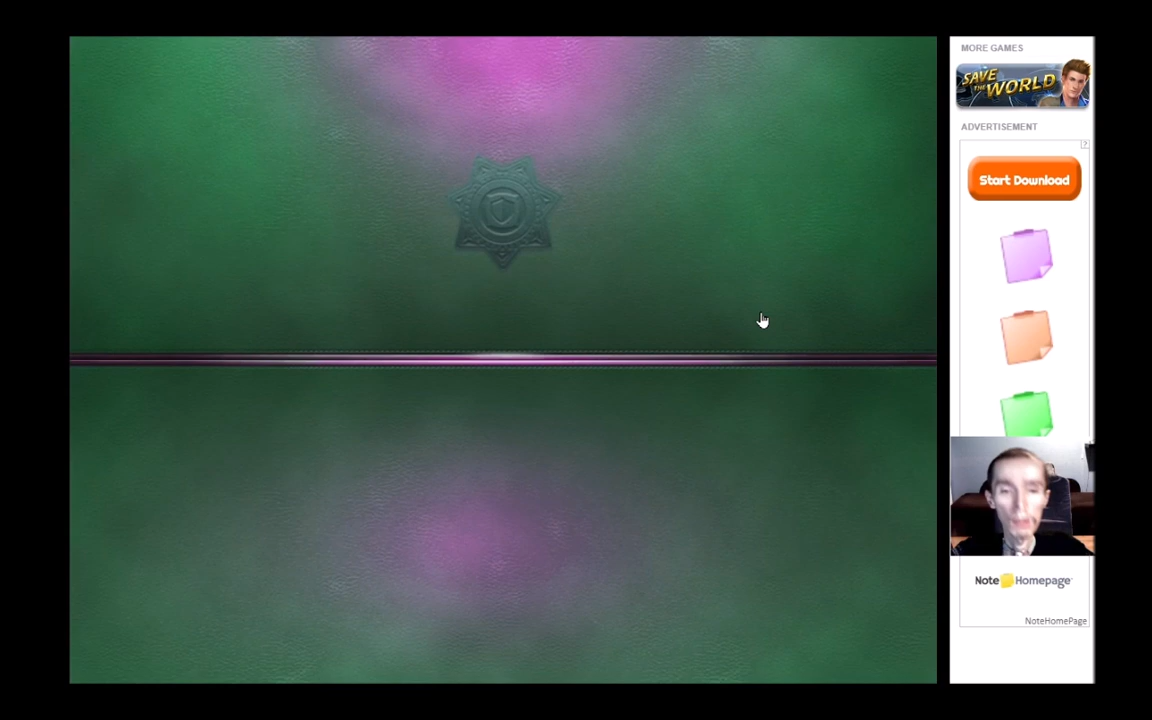 MORE GAMES
SAVE
THE WORLD
ADVERTISEMENT
?
Start Download
Note Homepage
NoteHomePage